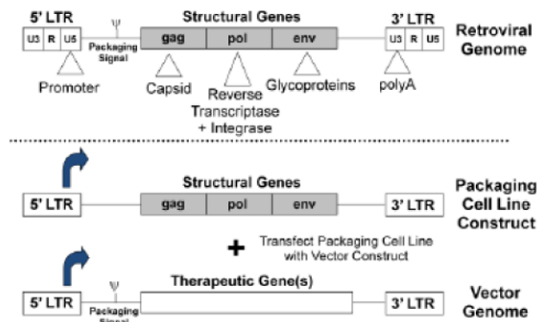 5' LTR
Structural Genes
3' LTR
U3 R U5
Ψ
gag pol env
U3 R U5
Retroviral
Genome
Packaging
Signal
Promoter
Capsid
Reverse
Transcriptase
+ Integrase
Glycoproteins
polyA
Structural Genes
5' LTR
gag pol env
3' LTR
Packaging
Cell Line
Construct
+
Transfect Packaging Cell Line
with Vector Construct
Ψ
Therapeutic Gene(s)
5' LTR
3' LTR
Packaging
Signal
Vector
Genome